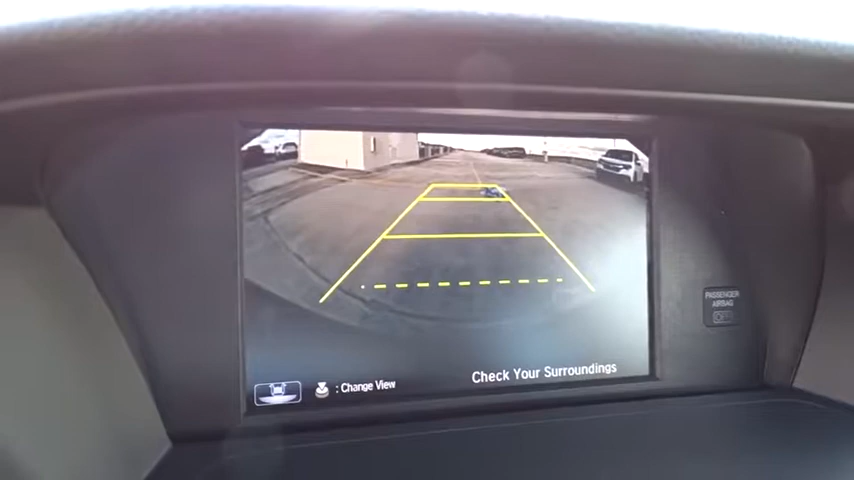 PASSENGER
AIRBAG
OFF
Check Your Surroundings
: Change View